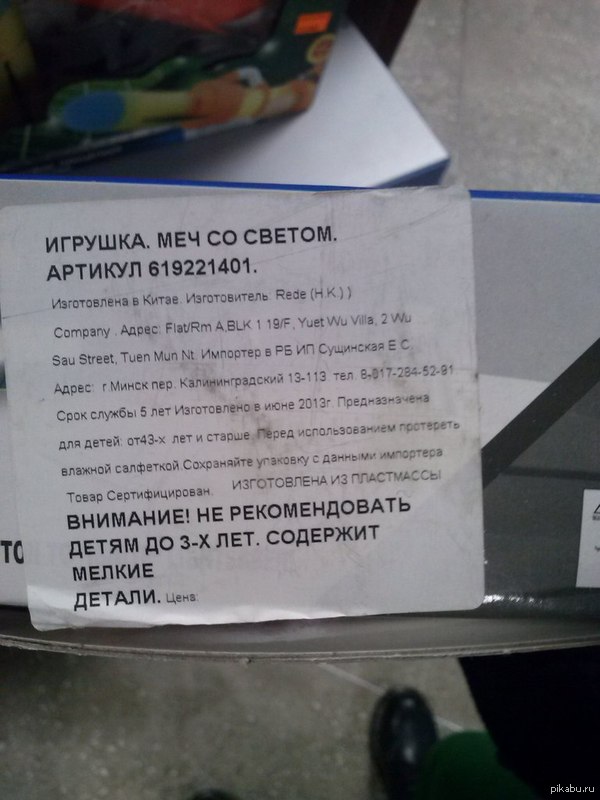 ИГРУШКА. МЕЧ СО СВЕТОМ.
АРТИКУЛ 619221401.
Изготовлена в Китае. Изготовитель: Rede (H.K.) )
Company . Адрес: Flat/Rm A,BLK 1 19/F, Yuet Wu Villa, 2 Wu
Sau Street, Tuen Mun Nt. Импортер в РБ ИП Сущинская Е С.
Адрес: г.Минск пер. Калининградский 13-113. тел. 8-017-284-52-91
Срок службы 5 лет Изготовлено в июне 2013г. Предназначена
для детей: от43-х лет и старше. Перед использованием протереть
влажной салфеткой.Сохраняйте упаковку с данными импортера.
Товар Сертифицирован. ИЗГОТОВЛЕНА ИЗ ПЛАСТМАССЫ
ВНИМАНИЕ! НЕ РЕКОМЕНДОВАТЬ
ДЕТЯМ ДО 3-Х ЛЕТ. СОДЕРЖИТ
МЕЛКИЕ
ДЕТАЛИ. Цена:
pikabu.ru